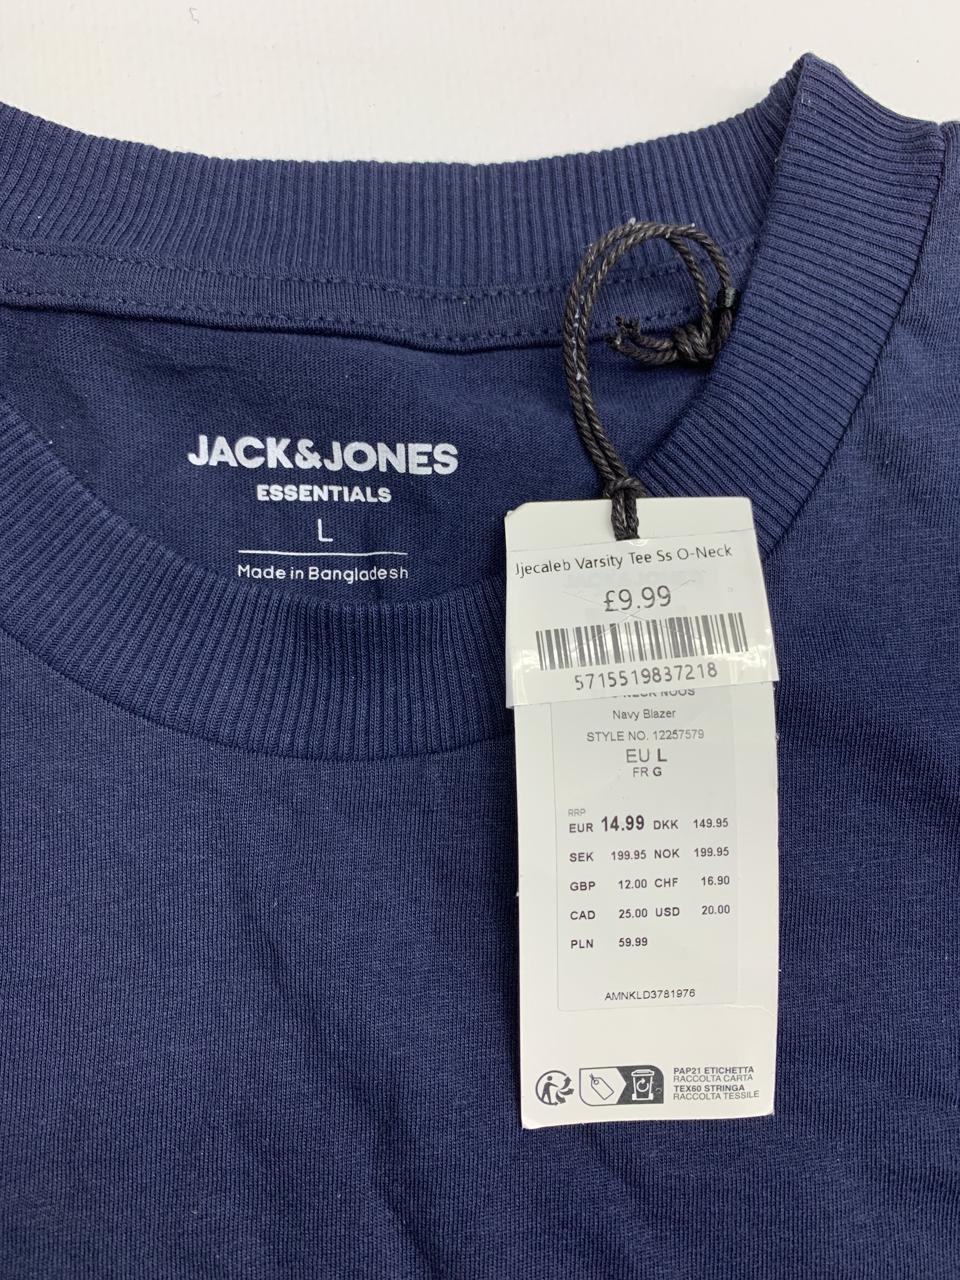 JACK&JONES
ESSENTIALS
L
Made in Bangladesh
Jjecaleb Varsity Tee Ss O-Neck
£9.99
5715519837218
NECK NOOS
Navy Blazer
STYLE NO. 12257579
EU L
FR G
RRP
EUR 14.99 DKK 149.95
SEK 199.95 NOK 199.95
GBP 12.00 CHF 16.90
CAD 25.00 USD 20.00
PLN 59.99
AMNKLD3781976
PAP21 ETICHETTA
RACCOLTA CARTA
TEX60 STRINGA
RACCOLTA TESSILE